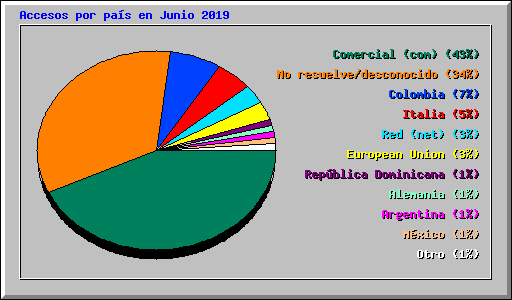 Accesos por país en Junio 2019
Comercial (com) (43%)
No resuelve/desconocido (34%)
Colombia (7%)
Italia (5%)
Red (net) (3%)
European Union (3%)
República Dominicana (1%)
Alemania (1%)
Argentina (1%)
México (1%)
Otro (1%)